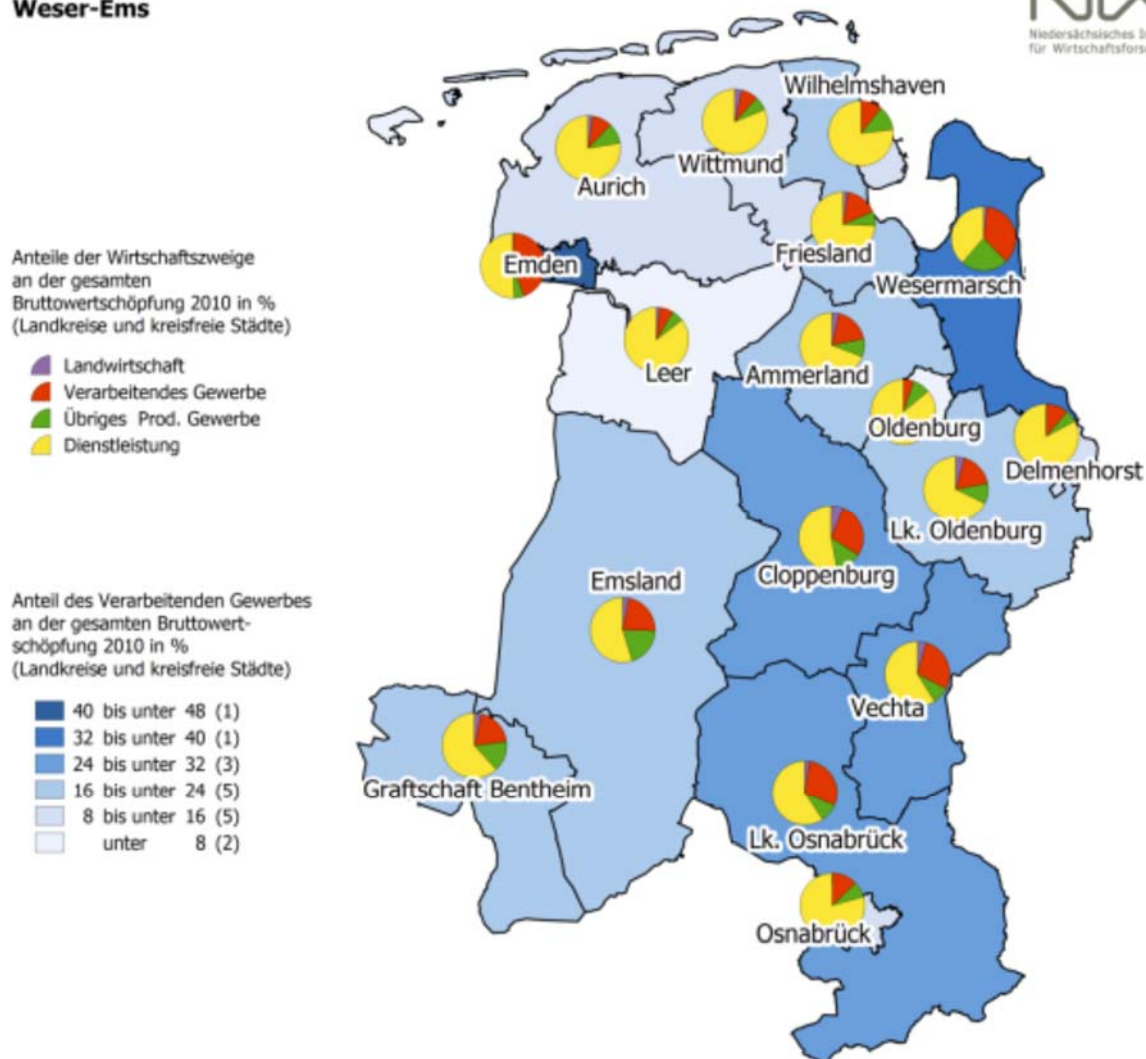 Weser-Ems
Niedersächsisches
für Wirtschaftsforsc
Wilhelmshaven
Wittmund
Aurich
Friesland
Emden
Wesermarsch
Anteile der Wirtschaftszweige
an der gesamten
Bruttowertschöpfung 2010 in %
(Landkreise und kreisfreie Städte)
Landwirtschaft
Verarbeitendes Gewerbe
Übriges Prod. Gewerbe
Dienstleistung
Leer
Ammerland
Oldenburg
Delmenhorst
Lk. Oldenburg
Cloppenburg
Emsland
Anteil des Verarbeitenden Gewerbes
an der gesamten Bruttowert-
schöpfung 2010 in %
(Landkreise und kreisfreie Städte)
40 bis unter 48 (1)
32 bis unter 40 (1)
24 bis unter 32 (3)
16 bis unter 24 (5)
8 bis unter 16 (5)
unter 8 (2)
Vechta
Graftschaft Bentheim
Lk. Osnabrück
Osnabrück